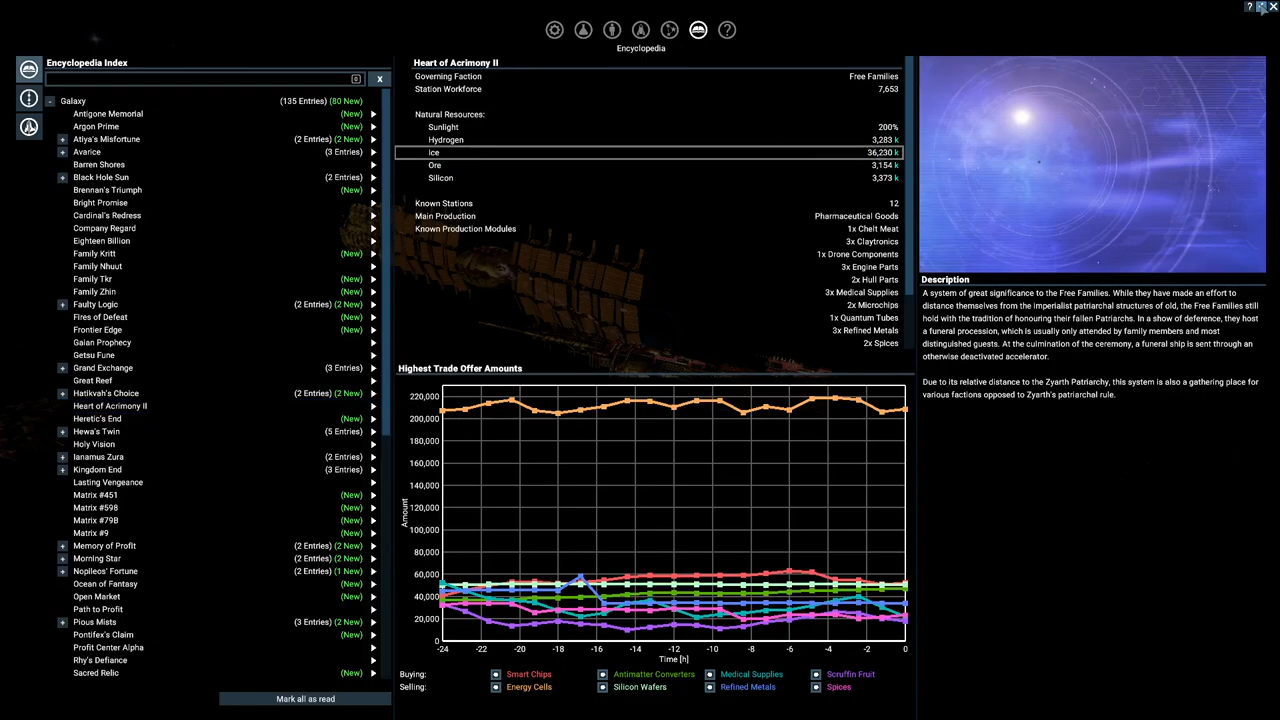 ?
Encyclopedia
Encyclopedia Index
X
Galaxy (135 Entries) (80 New)
Antigone Memorial (New)
Argon Prime (New)
Atiya's Misfortune (2 Entries) (2 New)
Avarice (3 Entries)
Barren Shores
Black Hole Sun (2 Entries)
Brennan's Triumph (New)
Bright Promise
Cardinal's Redress
Company Regard
Eighteen Billion
Family Kritt (New)
Family Nhuut
Family Tkr (New)
Family Zhin (New)
Faulty Logic (2 Entries) (2 New)
Fires of Defeat (New)
Frontier Edge (New)
Gaian Prophecy
Getsu Fune
Grand Exchange (3 Entries)
Great Reef
Hatikvah's Choice (2 Entries) (2 New)
Heart of Acrimony II
Heretic's End (New)
Hewa's Twin (5 Entries)
Holy Vision
Ianamus Zura (2 Entries)
Kingdom End (3 Entries)
Lasting Vengeance
Matrix #451 (New)
Matrix #598 (New)
Matrix #79B (New)
Matrix #9 (New)
Memory of Profit (2 Entries) (2 New)
Morning Star (2 Entries) (2 New)
Nopileos' Fortune (2 Entries) (1 New)
Ocean of Fantasy (New)
Open Market (New)
Path to Profit
Pious Mists (3 Entries) (2 New)
Pontifex's Claim (New)
Profit Center Alpha
Rhy's Defiance
Sacred Relic (New)
Mark all as read
Heart of Acrimony II
Governing Faction Free Families
Station Workforce 7,653
Natural Resources:
Sunlight 200%
Hydrogen 3,283 k
Ice 36,230 k
Ore 3,154 k
Silicon 3,373 k
Known Stations 12
Main Production Pharmaceutical Goods
Known Production Modules 1x Chelt Meat
3x Claytronics
1x Drone Components
3x Engine Parts
2x Hull Parts
3x Medical Supplies
2x Microchips
1x Quantum Tubes
3x Refined Metals
2x Spices
Highest Trade Offer Amounts
220,000
200,000
180,000
160,000
140,000
120,000
100,000
80,000
60,000
40,000
20,000
0
Amount
-24 -22 -20 -18 -16 -14 -12 -10 -8 -6 -4 -2 0
Time [h]
Buying: Smart Chips Antimatter Converters Medical Supplies Scruffin Fruit
Selling: Energy Cells Silicon Wafers Refined Metals Spices
Description
A system of great significance to the Free Families. While they have made an effort to
distance themselves from the imperialist patriarchal structures of old, the Free Families still
hold with the tradition of honouring their fallen Patriarchs. In a show of deference, they host
a funeral procession, which is usually only attended by family members and most
distinguished guests. At the culmination of the ceremony, a funeral ship is sent through an
otherwise deactivated accelerator.
Due to its relative distance to the Zyarth Patriarchy, this system is also a gathering place for
various factions opposed to Zyarth's patriarchal rule.